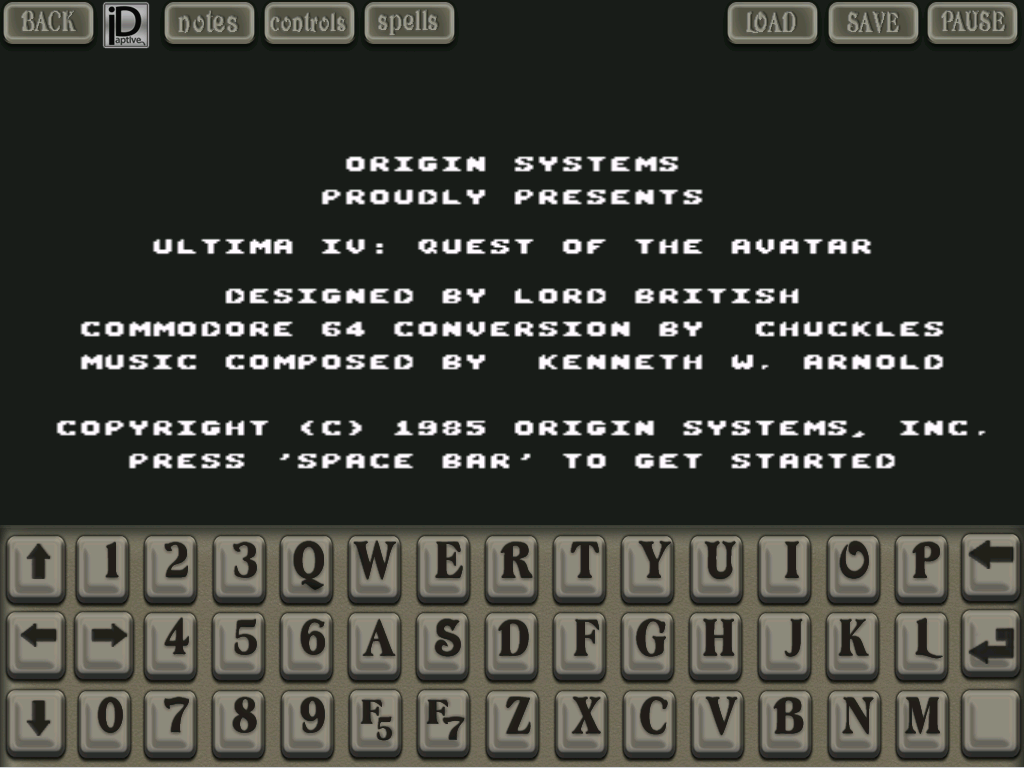 BACK iD aptive notes controls spells LOAD SAVE PAUSE
ORIGIN SYSTEMS
PROUDLY PRESENTS
ULTIMA IV: QUEST OF THE AVATAR
DESIGNED BY LORD BRITISH
COMMODORE 64 CONVERSION BY CHUCKLES
MUSIC COMPOSED BY KENNETH W. ARNOLD
COPYRIGHT (C) 1985 ORIGIN SYSTEMS, INC.
PRESS 'SPACE BAR' TO GET STARTED
1 2 3 Q W E R T Y U I O P
4 5 6 A S D F G H J K L
0 7 8 9 F5 F7 Z X C V B N M